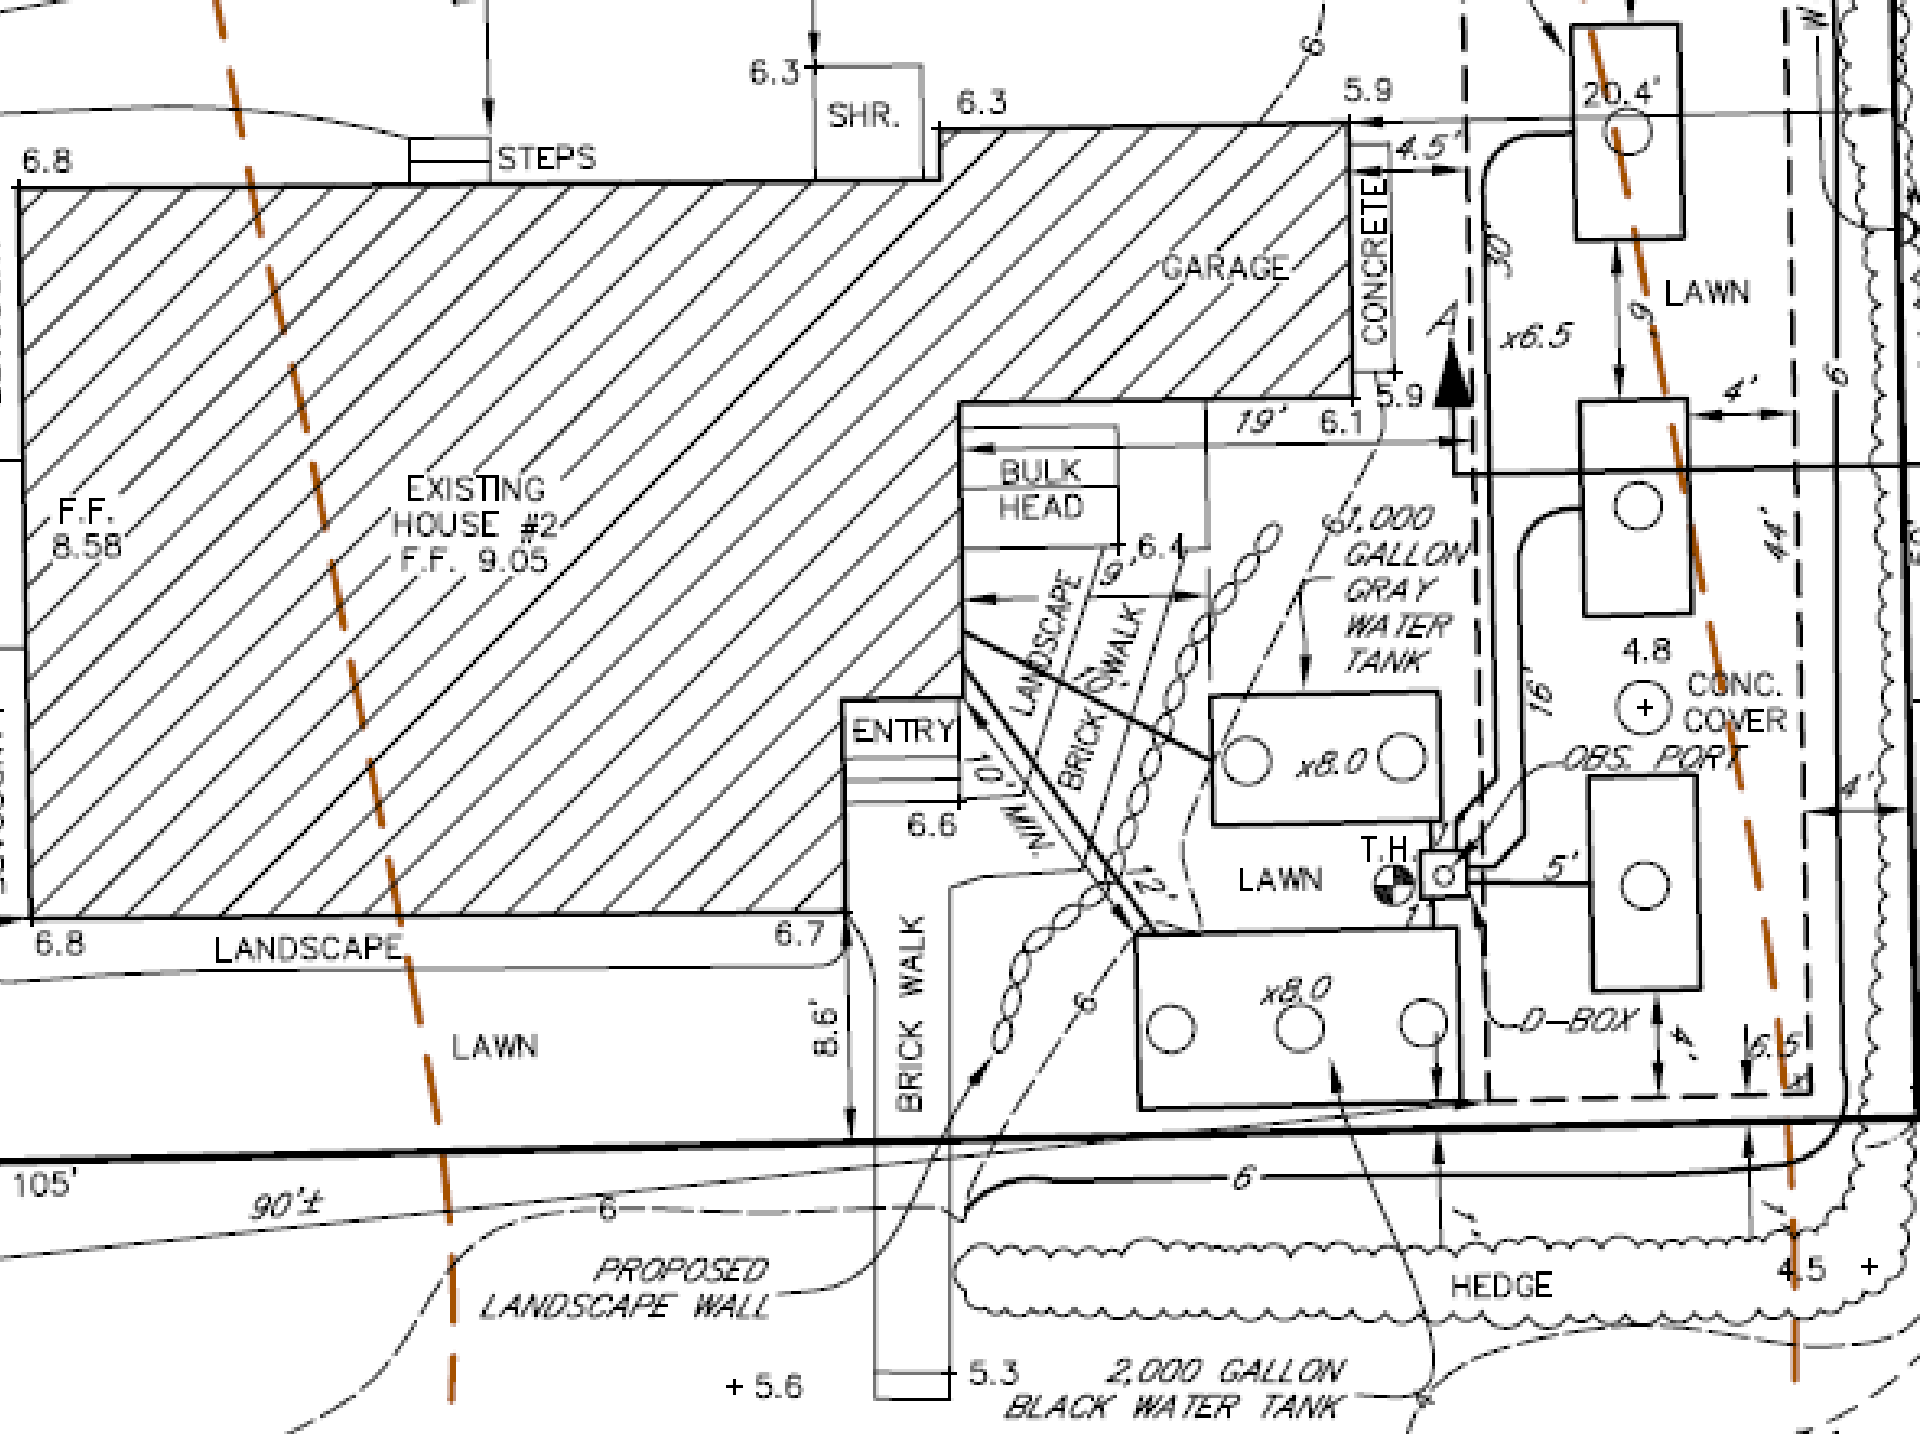 6
6.3
SHR.
6.3
5.9
20.4'
4.5'
6.8
STEPS
CONCRETE
GARAGE
30'
LAWN
9'
x6.5
A
5.9
4'
6
19'
6.1
BULK
HEAD
F.F.
8.58
EXISTING
HOUSE #2
F.F. 9.05
1,000
GALLON
GRAY
WATER
TANK
44'
6.4
9'
LANDSCAPE
BRICK WALK
4.8
CONC.
COVER
16'
OBS. PORT
ENTRY
x8.0
10' MIN.
6.6
4'
T.H.
5'
LAWN
12'
1'
6.8
LANDSCAPE
6.7
BRICK WALK
8.6'
LAWN
6
x8.0
D-BOX
4'
6.5
105'
90'±
6
6
PROPOSED
LANDSCAPE WALL
HEDGE
4.5
+ 5.6
5.3
2,000 GALLON
BLACK WATER TANK